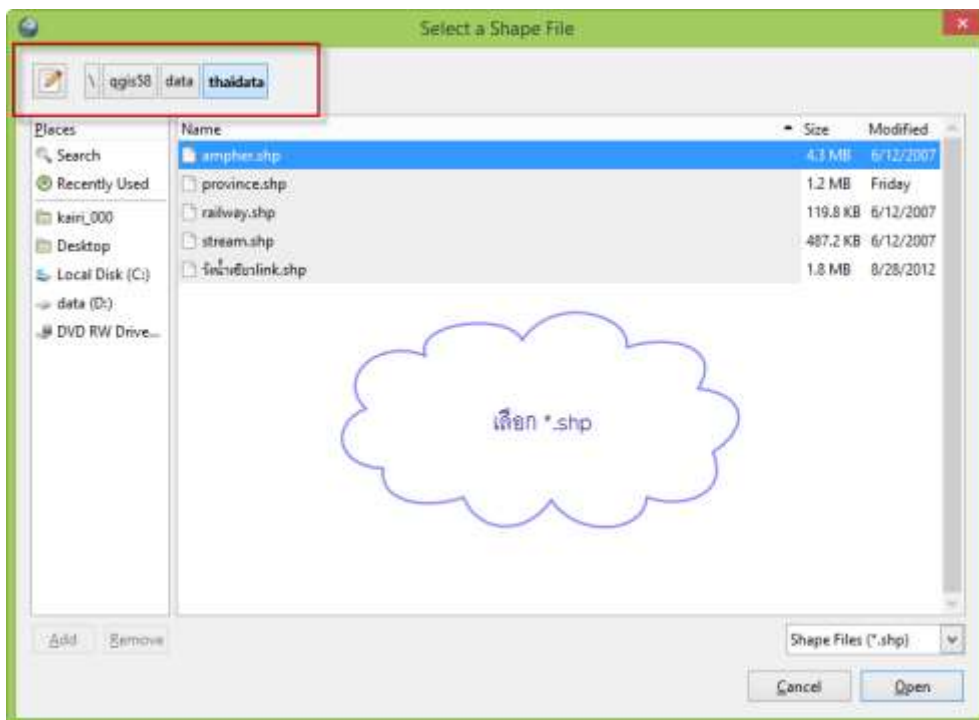 Select a Shape File
\ qgis58 data thaidata
Places
Name Size Modified
Search
ampher.shp 4.3 MB 6/12/2007
Recently Used
province.shp 1.2 MB Friday
kairi_000
railway.shp 119.8 KB 6/12/2007
Desktop
stream.shp 487.2 KB 6/12/2007
Local Disk (C:)
link.shp 1.8 MB 8/28/2012
data (D:)
DVD RW Drive...
เลือก *.shp
Add Remove
Shape Files (*.shp)
Cancel Open